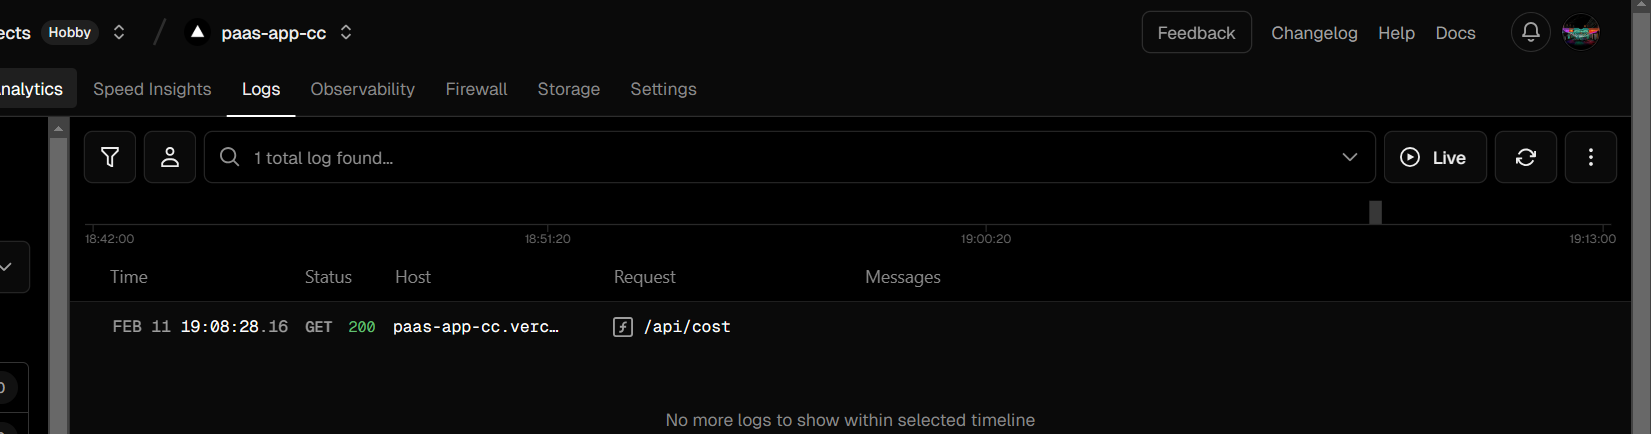 ects Hobby paas-app-cc Feedback Changelog Help Docs
nalytics Speed Insights Logs Observability Firewall Storage Settings
1 total log found... Live
18:42:00 18:51:20 19:00:20 19:13:00
Time Status Host Request Messages
FEB 11 19:08:28.16 GET 200 paas-app-cc.verc… /api/cost
No more logs to show within selected timeline